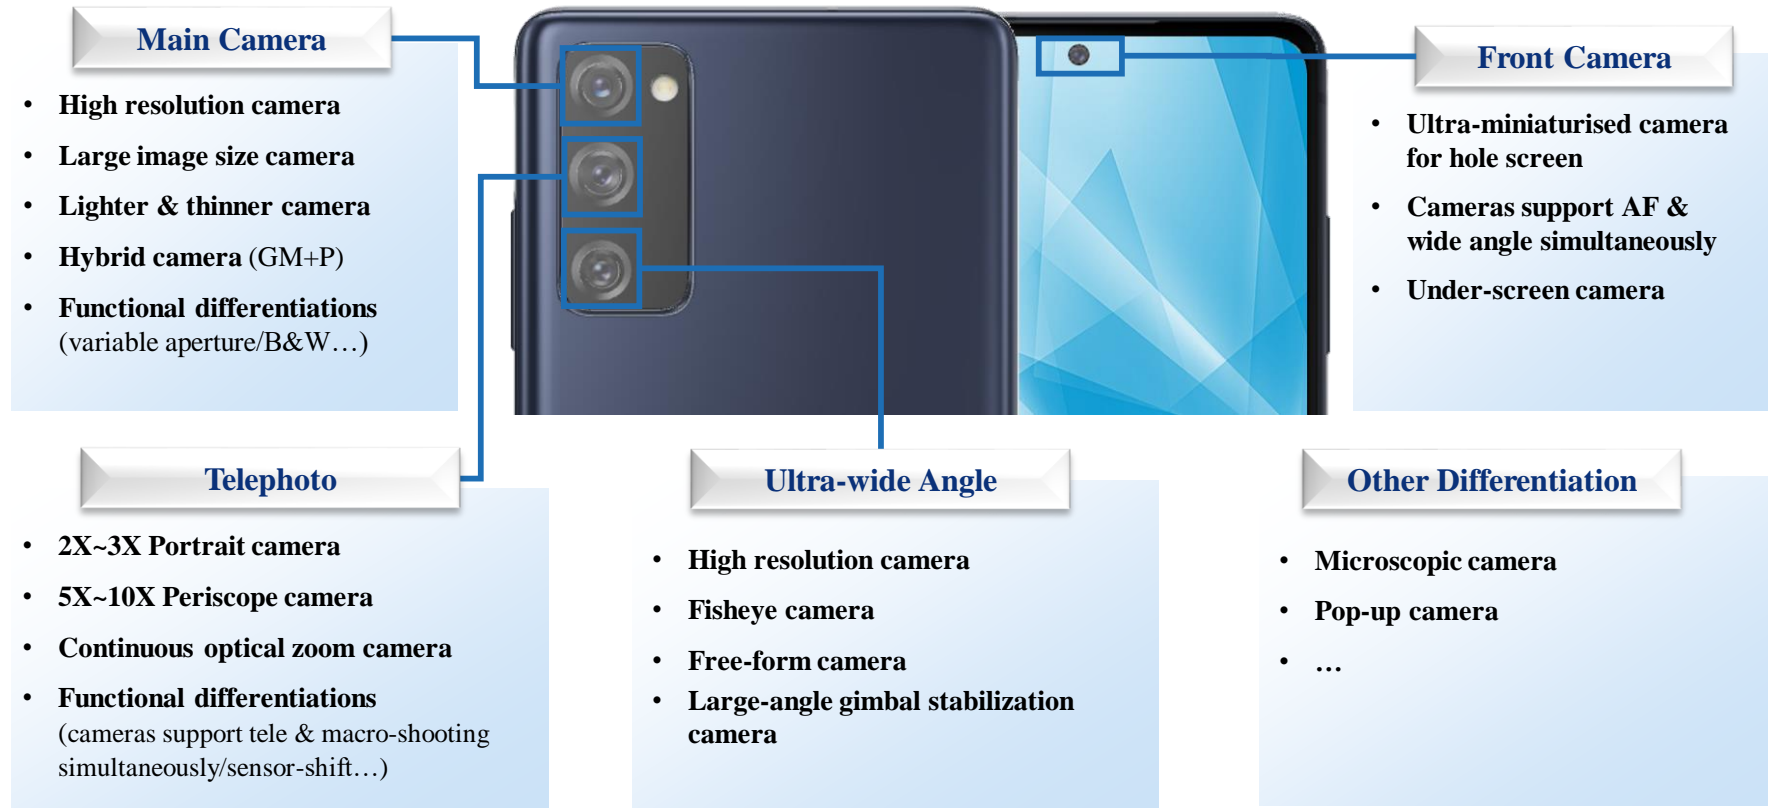 Main Camera
• High resolution camera
• Large image size camera
• Lighter & thinner camera
• Hybrid camera (GM+P)
• Functional differentiations
(variable aperture/B&W…)
Front Camera
• Ultra-miniaturised camera
for hole screen
• Cameras support AF &
wide angle simultaneously
• Under-screen camera
Telephoto
• 2X~3X Portrait camera
• 5X~10X Periscope camera
• Continuous optical zoom camera
• Functional differentiations
(cameras support tele & macro-shooting
simultaneously/sensor-shift…)
Ultra-wide Angle
• High resolution camera
• Fisheye camera
• Free-form camera
• Large-angle gimbal stabilization
camera
Other Differentiation
• Microscopic camera
• Pop-up camera
• …